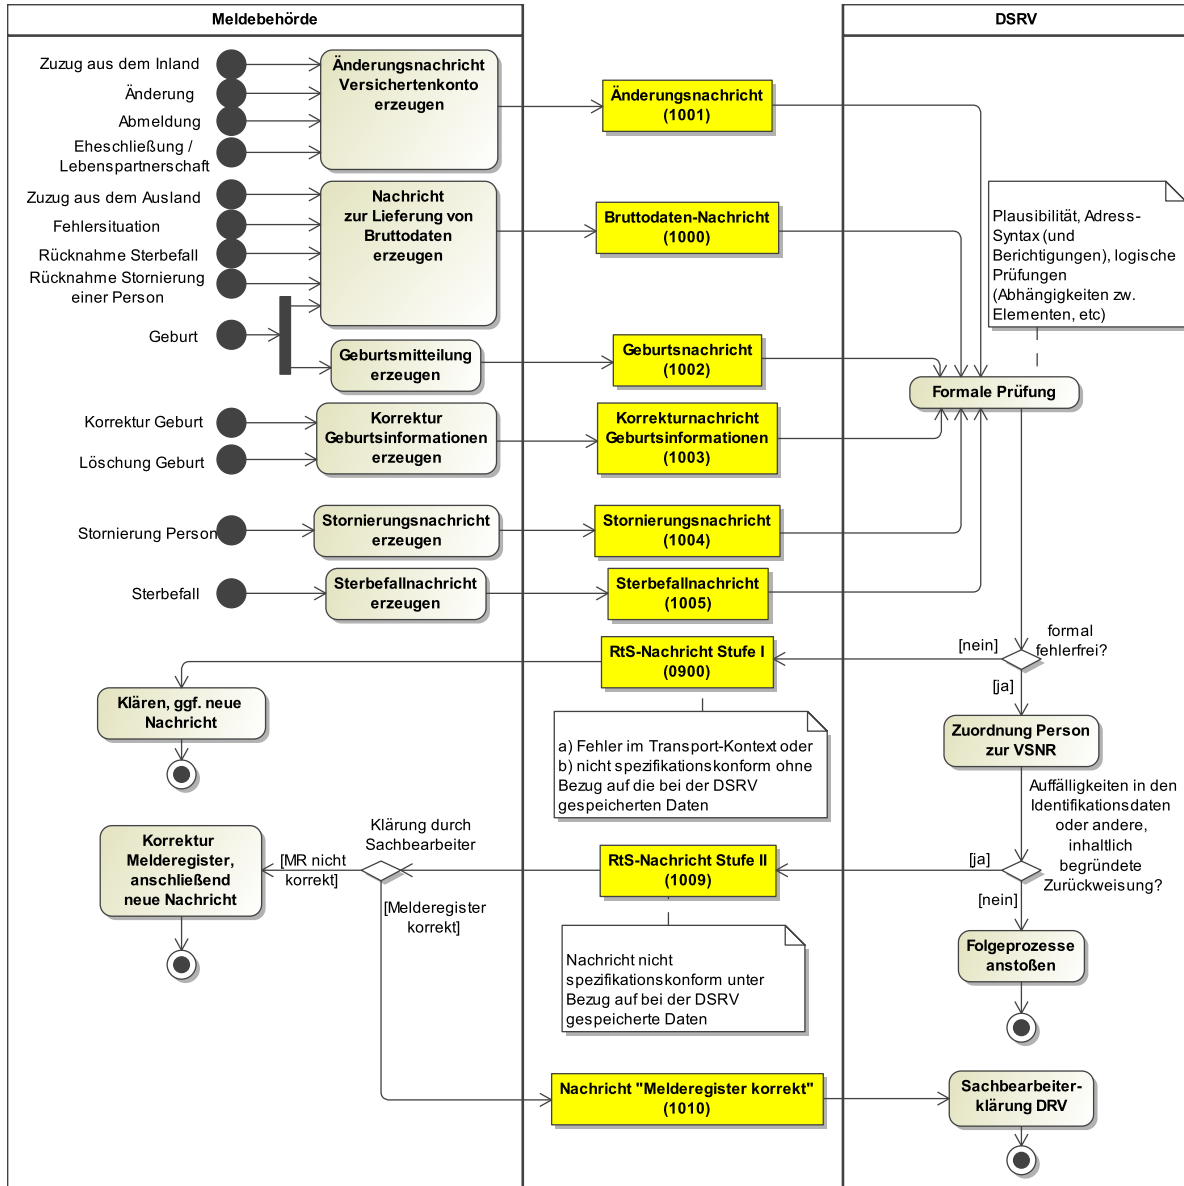 Meldebehörde
DSRV
Zuzug aus dem Inland
Änderung
Abmeldung
Eheschließung /
Lebenspartnerschaft
Änderungsnachricht
Versichertenkonto
erzeugen
Änderungsnachricht
(1001)
Zuzug aus dem Ausland
Fehlersituation
Rücknahme Sterbefall
Rücknahme Stornierung
einer Person
Geburt
Nachricht
zur Lieferung von
Bruttodaten
erzeugen
Bruttodaten-Nachricht
(1000)
Plausibilität, Adress-
Syntax (und
Berichtigungen), logische
Prüfungen
(Abhängigkeiten zw.
Elementen, etc)
Geburtsmitteilung
erzeugen
Geburtsnachricht
(1002)
Formale Prüfung
Korrektur Geburt
Löschung Geburt
Korrektur
Geburtsinformationen
erzeugen
Korrekturnachricht
Geburtsinformationen
(1003)
Stornierung Person
Stornierungsnachricht
erzeugen
Stornierungsnachricht
(1004)
Sterbefall
Sterbefallnachricht
erzeugen
Sterbefallnachricht
(1005)
formal
fehlerfrei?
[nein]
[ja]
RtS-Nachricht Stufe I
(0900)
Klären, ggf. neue
Nachricht
a) Fehler im Transport-Kontext oder
b) nicht spezifikationskonform ohne
Bezug auf die bei der DSRV
gespeicherten Daten
Zuordnung Person
zur VSNR
Auffälligkeiten in den
Identifikationsdaten
oder andere,
inhaltlich
begründete
Zurückweisung?
[ja]
[nein]
RtS-Nachricht Stufe II
(1009)
Klärung durch
Sachbearbeiter
[MR nicht
korrekt]
[Melderegister
korrekt]
Korrektur
Melderegister,
anschließend
neue Nachricht
Nachricht nicht
spezifikationskonform unter
Bezug auf bei der DSRV
gespeicherte Daten
Folgeprozesse
anstoßen
Nachricht "Melderegister korrekt"
(1010)
Sachbearbeiter-
klärung DRV